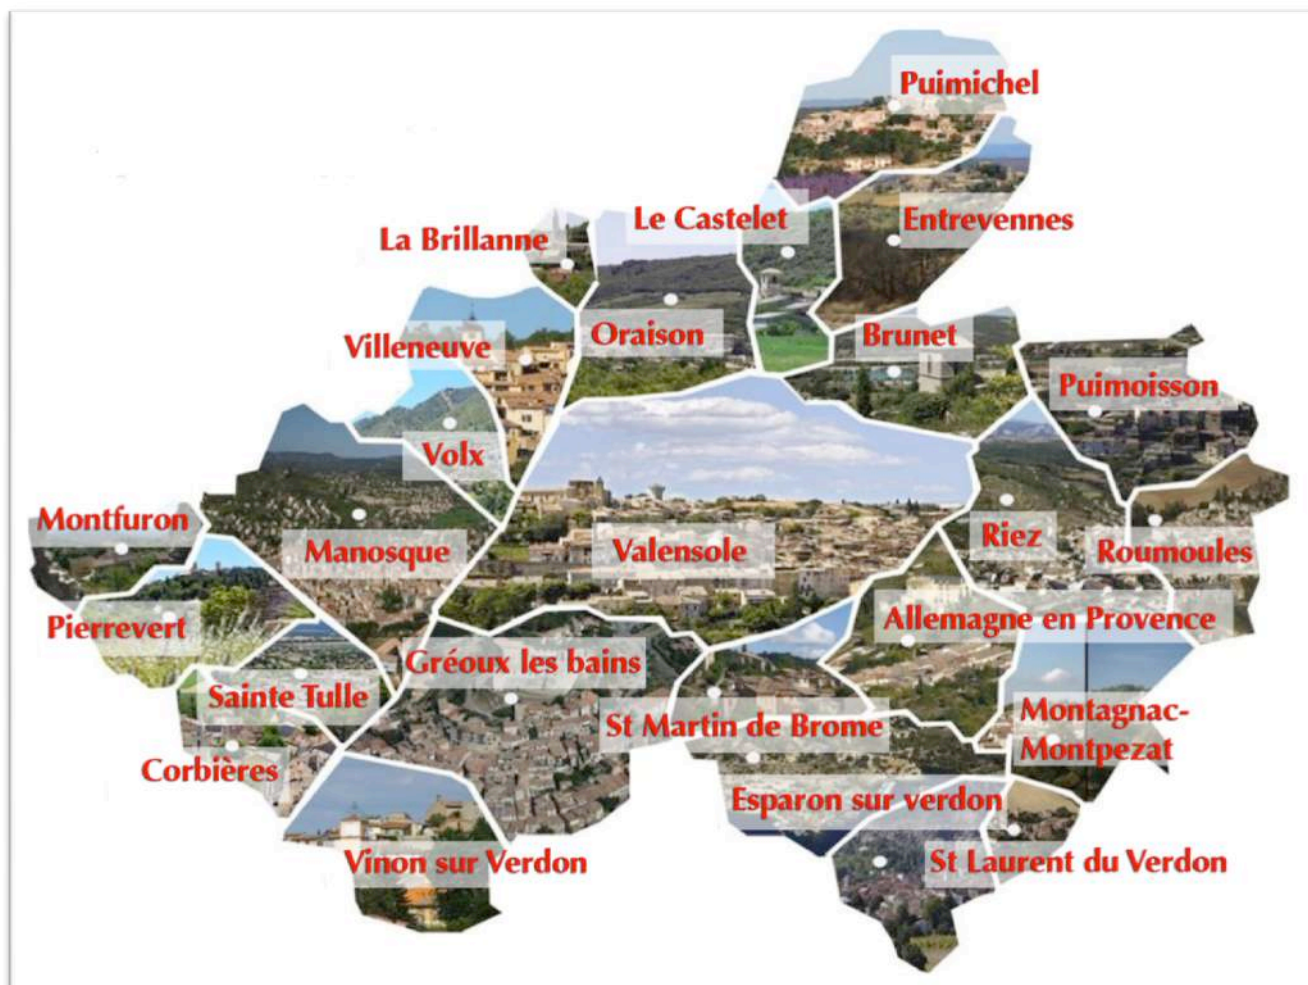 Puimichel
Le Castelet
Entrevennes
La Brillanne
Villeneuve
Oraison
Brunet
Puimoisson
Volx
Montfuron
Manosque
Valensole
Riez
Roumoules
Pierrevert
Allemagne en Provence
Gréoux les bains
Sainte Tulle
St Martin de Brome
Montagnac-
Montpezat
Corbières
Esparon sur verdon
Vinon sur Verdon
St Laurent du Verdon